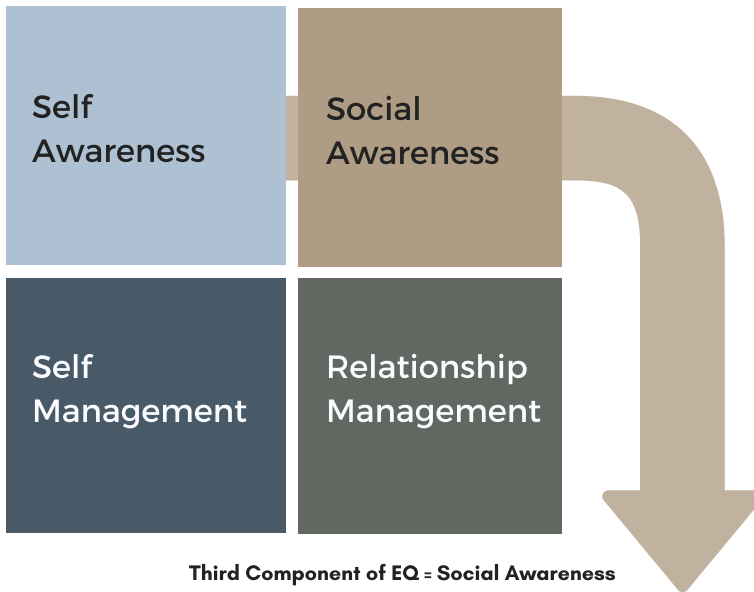 Self
Awareness
Social
Awareness
Self
Management
Relationship
Management
Third Component of EQ = Social Awareness